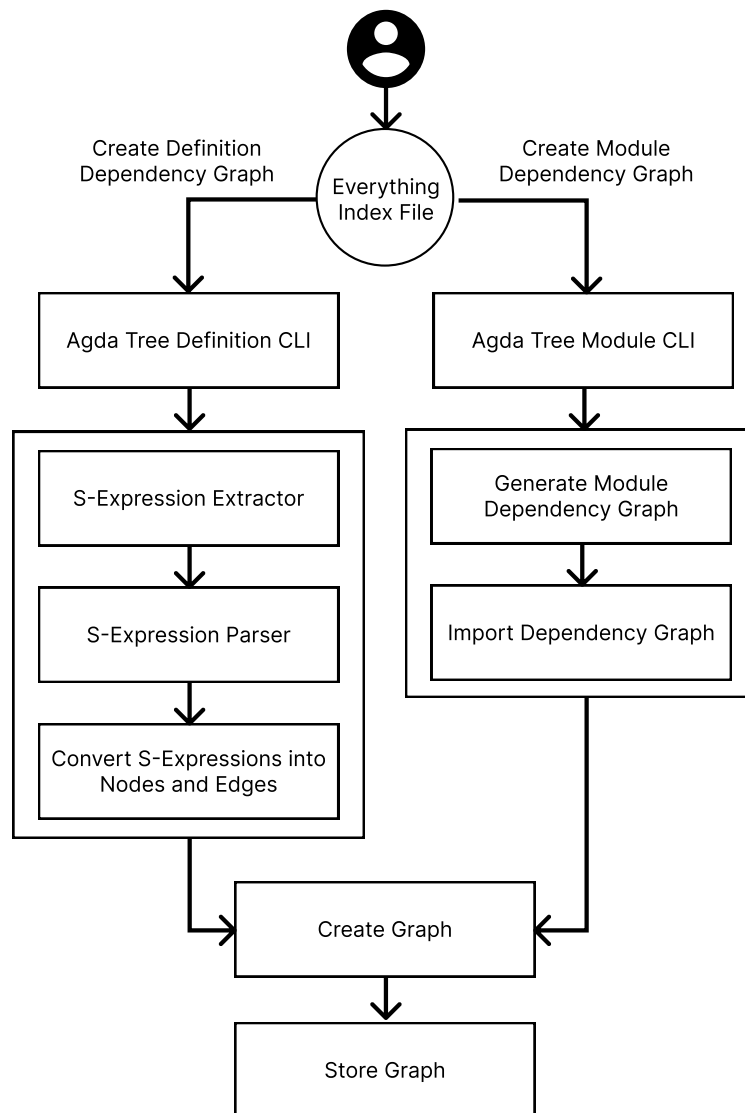 Create Definition
Dependency Graph
Create Module
Dependency Graph
Everything
Index File
Agda Tree Definition CLI
Agda Tree Module CLI
S-Expression Extractor
Generate Module
Dependency Graph
S-Expression Parser
Import Dependency Graph
Convert S-Expressions into
Nodes and Edges
Create Graph
Store Graph